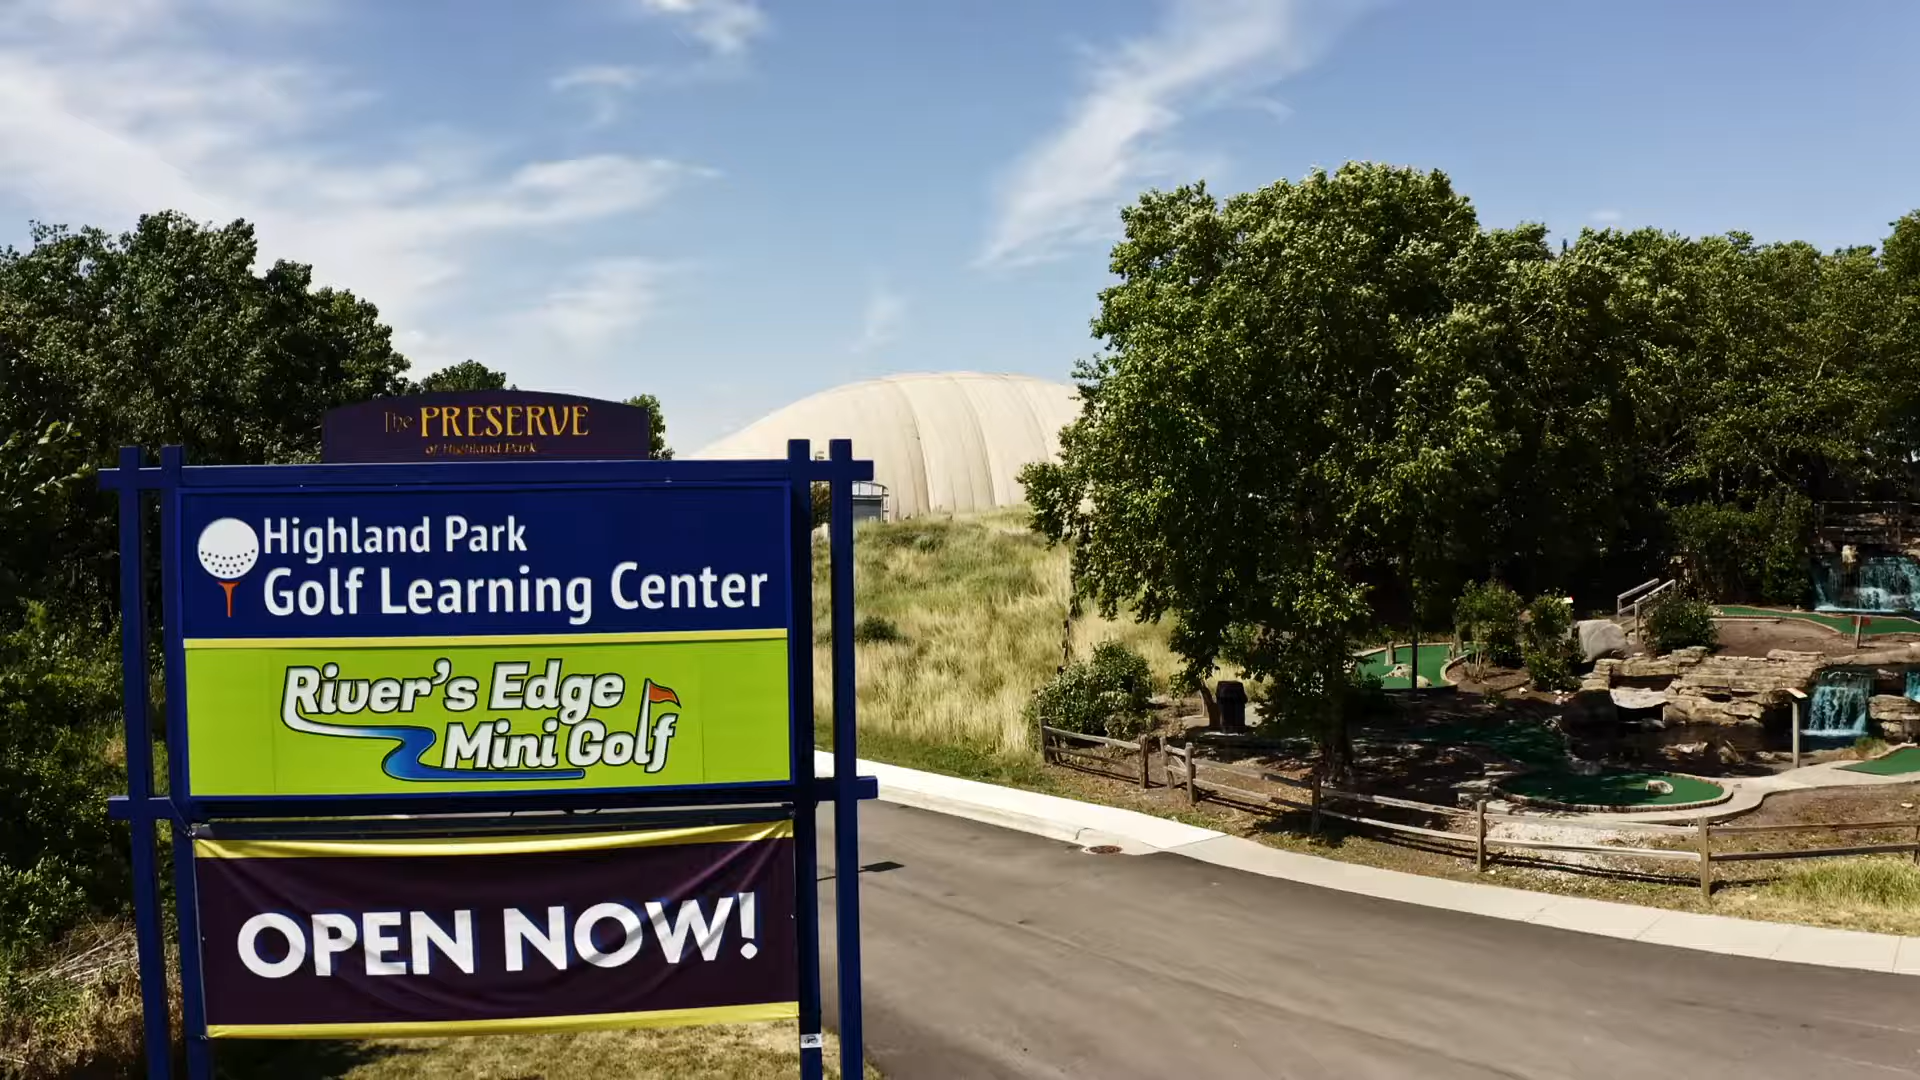 The PRESERVE
of Highland Park
Highland Park
Golf Learning Center
River's Edge
Mini Golf
OPEN NOW!